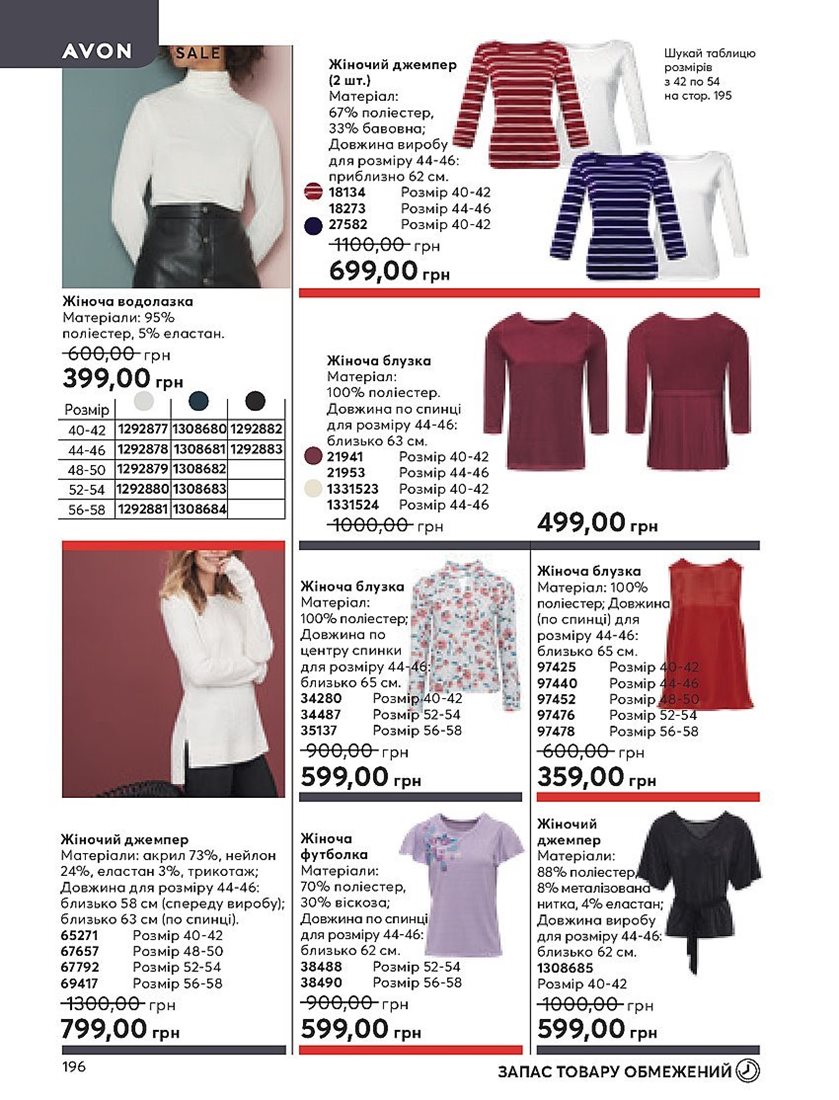 AVON
SALE
Жіноча водолазка
Матеріали: 95%
поліестер, 5% еластан.
600,00 грн
399,00 грн
Розмір
40-42 1292877 1308680 1292882
44-46 1292878 1308681 1292883
48-50 1292879 1308682
52-54 1292880 1308683
56-58 1292881 1308684
Жіночий джемпер
(2 шт.)
Матеріал:
67% поліестер,
33% бавовна;
Довжина виробу
для розміру 44-46:
приблизно 62 см.
18134 Розмір 40-42
18273 Розмір 44-46
27582 Розмір 40-42
1100,00 грн
699,00 грн
Шукай таблицю
розмірів
з 42 по 54
на стор. 195
Жіноча блузка
Матеріал:
100% поліестер.
Довжина по спинці
для розміру 44-46:
близько 63 см.
21941 Розмір 40-42
21953 Розмір 44-46
1331523 Розмір 40-42
1331524 Розмір 44-46
1000,00 грн
499,00 грн
Жіноча блузка
Матеріал:
100% поліестер;
Довжина по
центру спинки
для розміру 44-46:
близько 65 см.
34280 Розмір 40-42
34487 Розмір 52-54
35137 Розмір 56-58
900,00 грн
599,00 грн
Жіноча блузка
Матеріал: 100%
поліестер; Довжина
(по спинці) для
розміру 44-46:
близько 65 см.
97425 Розмір 40-42
97440 Розмір 44-46
97452 Розмір 48-50
97476 Розмір 52-54
97478 Розмір 56-58
600,00 грн
359,00 грн
Жіночий джемпер
Матеріали: акрил 73%, нейлон
24%, еластан 3%, трикотаж;
Довжина для розміру 44-46:
близько 58 см (спереду виробу);
близько 63 см (по спинці).
65271 Розмір 40-42
67657 Розмір 48-50
67792 Розмір 52-54
69417 Розмір 56-58
1300,00 грн
799,00 грн
Жіноча
футболка
Матеріали:
70% поліестер,
30% віскоза;
Довжина по спинці
для розміру 44-46:
близько 62 см.
38488 Розмір 52-54
38490 Розмір 56-58
900,00 грн
599,00 грн
Жіночий
джемпер
Матеріали:
88% поліестер,
8% металізована
нитка, 4% еластан;
Довжина виробу
для розміру 44-46:
близько 62 см.
1308685
Розмір 40-42
1000,00 грн
599,00 грн
196
ЗАПАС ТОВАРУ ОБМЕЖЕНИЙ